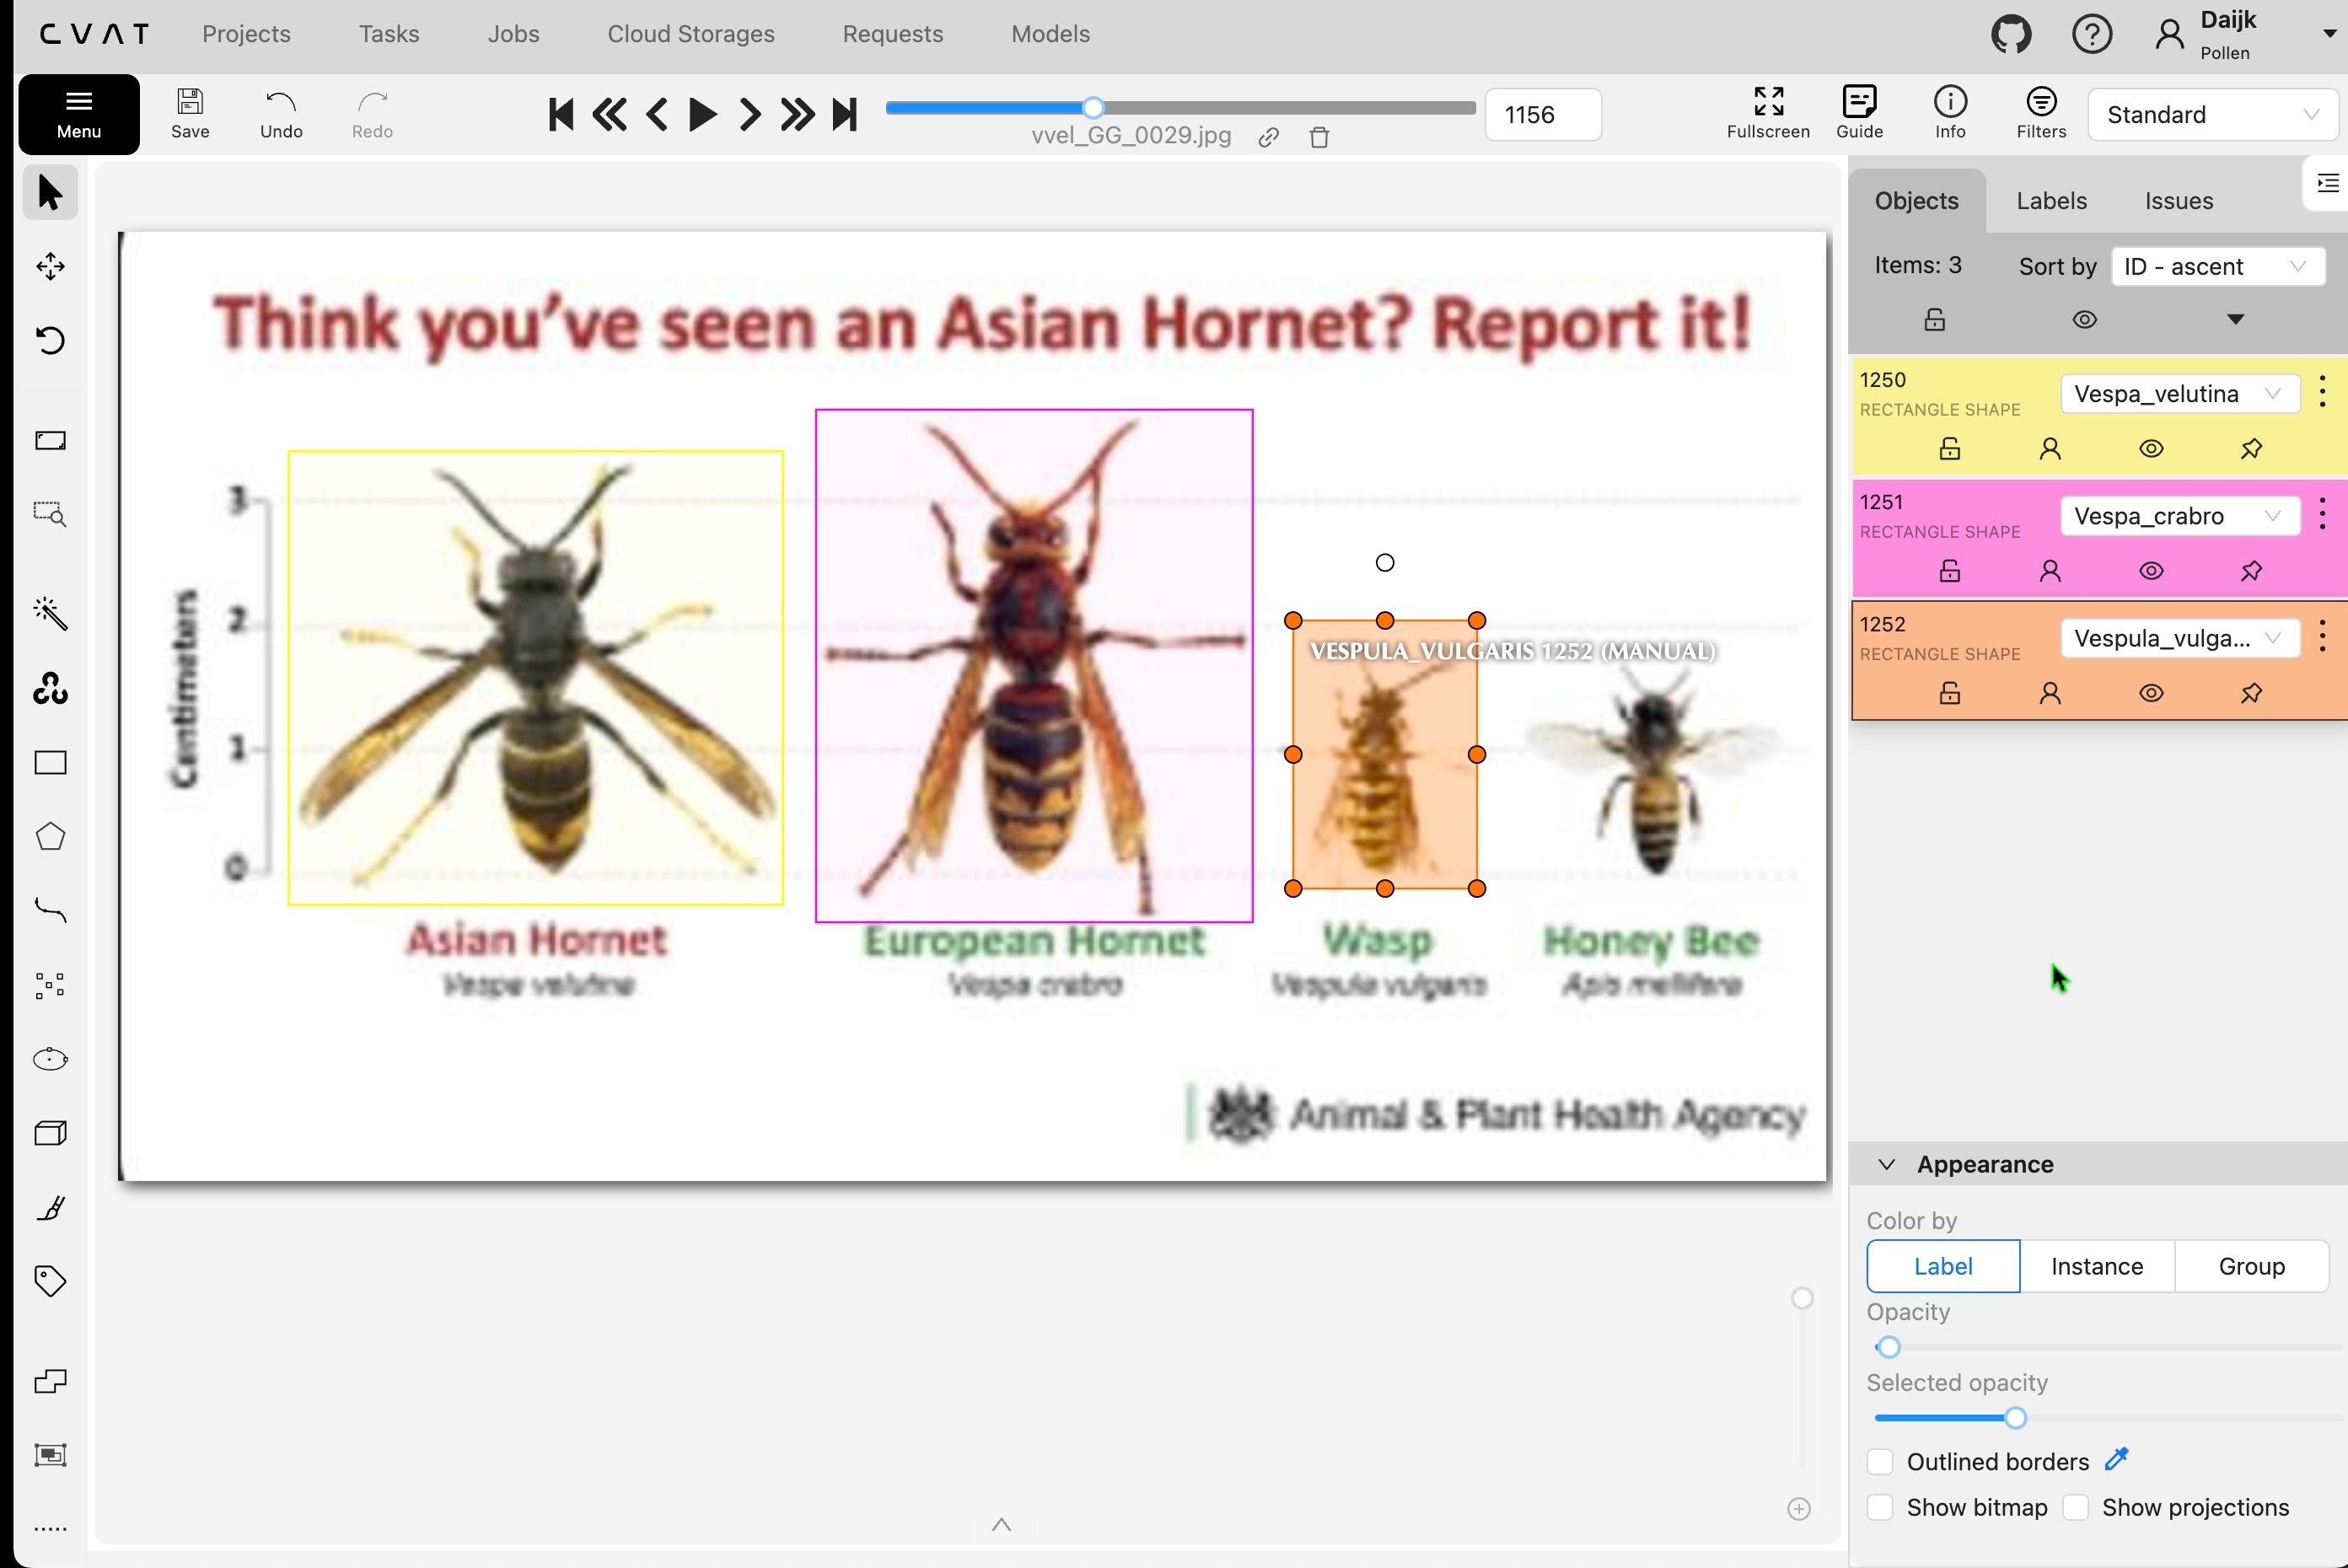 CVAT Projects Tasks Jobs Cloud Storages Requests Models Daijk
Pollen
Menu Save Undo Redo 1156 Fullscreen Guide Info Filters Standard
vvel_GG_0029.jpg
Objects Labels Issues
Items: 3 Sort by ID - ascent
1250 Vespa_velutina
RECTANGLE SHAPE
1251 Vespa_crabro
RECTANGLE SHAPE
1252 Vespula_vulga...
RECTANGLE SHAPE
Think you've seen an Asian Hornet? Report it!
Centimeters
3
2
1
0
VESPULA_VULGARIS 1252 (MANUAL)
Asian Hornet European Hornet Wasp Honey Bee
Vespa velutina Vespa crabro Vespula vulgaris Apis mellifera
Animal & Plant Health Agency
Appearance
Color by
Label Instance Group
Opacity
Selected opacity
Outlined borders
Show bitmap Show projections